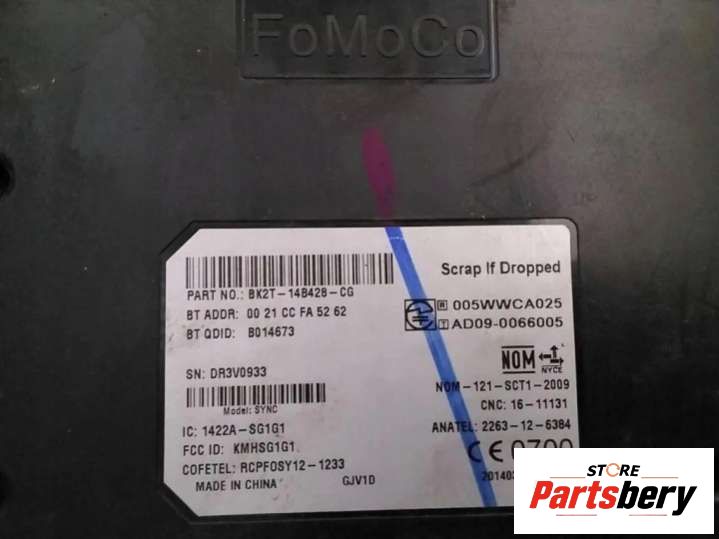 FoMoCo
PART NO.: BK2T-14B428-CG
BT ADDR: 00 21 CC FA 52 62
BT QDID: B014673
SN: DR3V0933
Model: SYNC
IC: 1422A-SG1G1
FCC ID: KMHSG1G1
COFETEL: RCPFOSY12-1233
MADE IN CHINA GJV1D
Scrap If Dropped
R 005WWCA025
T AD09-0066005
NOM NYCE
NOM-121-SCT1-2009
CNC: 16-11131
ANATEL: 2263-12-6384
CE
STORE
Partsbery